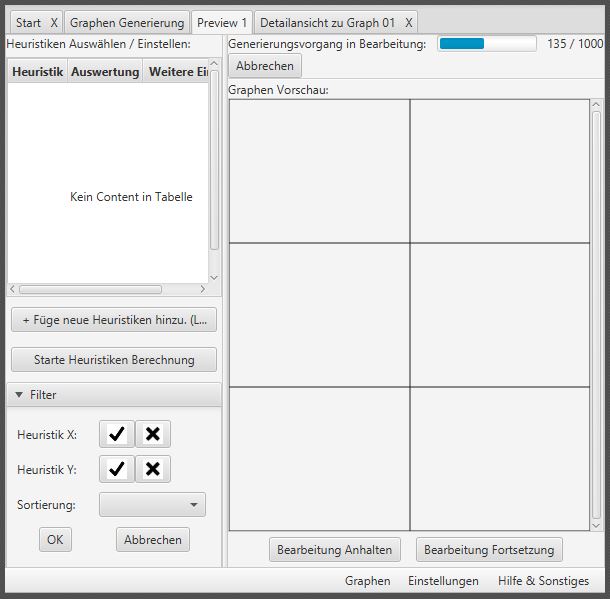 Start X Graphen Generierung Preview 1 Detailansicht zu Graph 01 X
Heuristiken Auswählen / Einstellen:
Heuristik Auswertung Weitere Ei
Kein Content in Tabelle
+ Füge neue Heuristiken hinzu. (L...
Starte Heuristiken Berechnung
Filter
Heuristik X:
Heuristik Y:
Sortierung:
OK Abbrechen
Generierungsvorgang in Bearbeitung: 135 / 1000
Abbrechen
Graphen Vorschau:
Bearbeitung Anhalten Bearbeitung Fortsetzung
Graphen Einstellungen Hilfe & Sonstiges